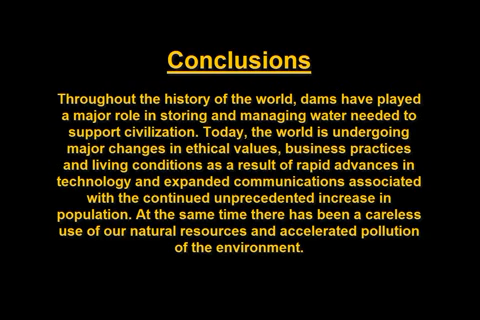 Conclusions
Throughout the history of the world, dams have played
a major role in storing and managing water needed to
support civilization. Today, the world is undergoing
major changes in ethical values, business practices
and living conditions as a result of rapid advances in
technology and expanded communications associated
with the continued unprecedented increase in
population. At the same time there has been a careless
use of our natural resources and accelerated pollution
of the environment.